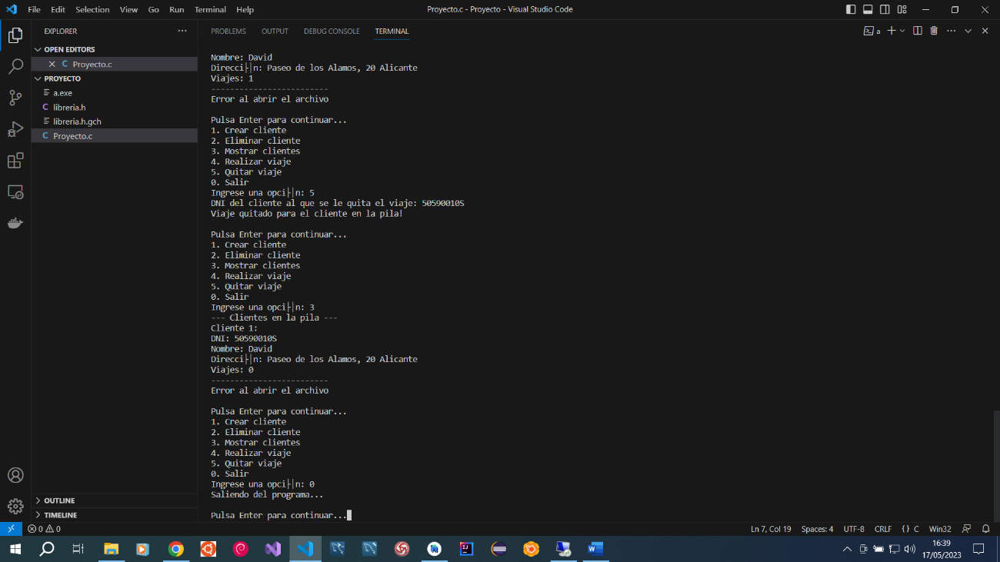 File Edit Selection View Go Run Terminal Help
Proyecto.c - Proyecto - Visual Studio Code
EXPLORER
OPEN EDITORS
C Proyecto.c
PROYECTO
a.exe
C libreria.h
libreria.h.gch
C Proyecto.c
OUTLINE
TIMELINE
PROBLEMS OUTPUT DEBUG CONSOLE TERMINAL
a
Nombre: David
Direcci├│n: Paseo de los Alamos, 20 Alicante
Viajes: 1
-------------------------
Error al abrir el archivo
Pulsa Enter para continuar...
1. Crear cliente
2. Eliminar cliente
3. Mostrar clientes
4. Realizar viaje
5. Quitar viaje
0. Salir
Ingrese una opci├│n: 5
DNI del cliente al que se le quita el viaje: 50590010S
Viaje quitado para el cliente en la pila!
Pulsa Enter para continuar...
1. Crear cliente
2. Eliminar cliente
3. Mostrar clientes
4. Realizar viaje
5. Quitar viaje
0. Salir
Ingrese una opci├│n: 3
--- Clientes en la pila ---
Cliente 1:
DNI: 50590010S
Nombre: David
Direcci├│n: Paseo de los Alamos, 20 Alicante
Viajes: 0
-------------------------
Error al abrir el archivo
Pulsa Enter para continuar...
1. Crear cliente
2. Eliminar cliente
3. Mostrar clientes
4. Realizar viaje
5. Quitar viaje
0. Salir
Ingrese una opci├│n: 0
Saliendo del programa...
Pulsa Enter para continuar...
0 0
Ln 7, Col 19 Spaces: 4 UTF-8 CRLF {} C Win32
16:39
17/05/2023